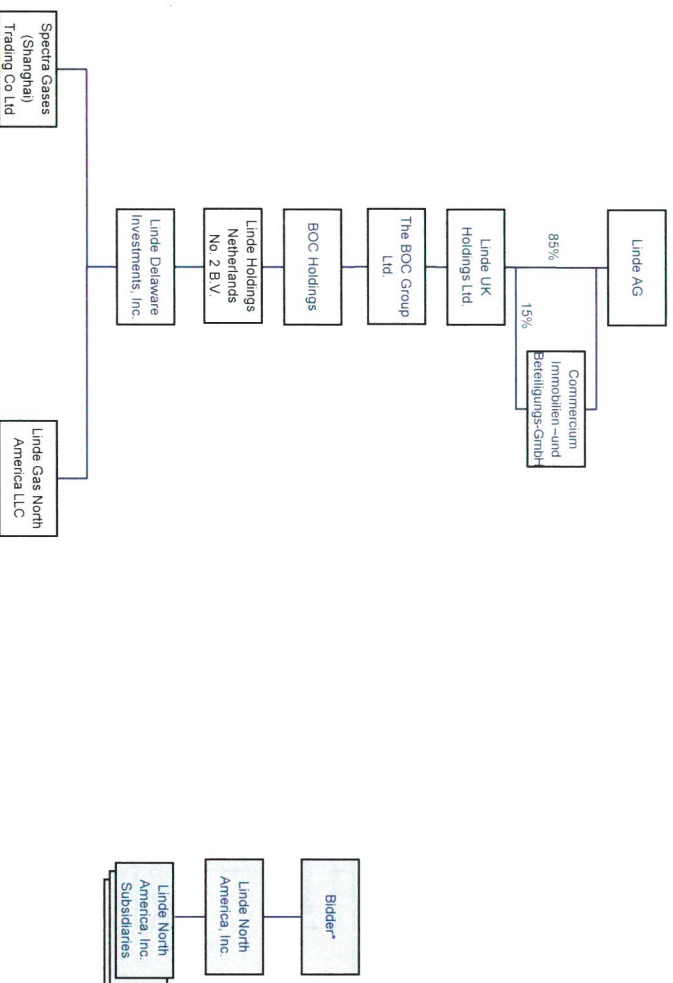 Linde AG
85%
15%
Commercium
Immobilien –und
Beteiligungs-GmbH
Linde UK
Holdings Ltd.
The BOC Group
Ltd.
BOC Holdings
Linde Holdings
Netherlands
No. 2 B.V.
Linde Delaware
Investments, Inc.
Spectra Gases
(Shanghai)
Trading Co Ltd
Linde Gas North
America LLC
Bidder*
Linde North
America, Inc.
Linde North
America, Inc.
Subsidiaries